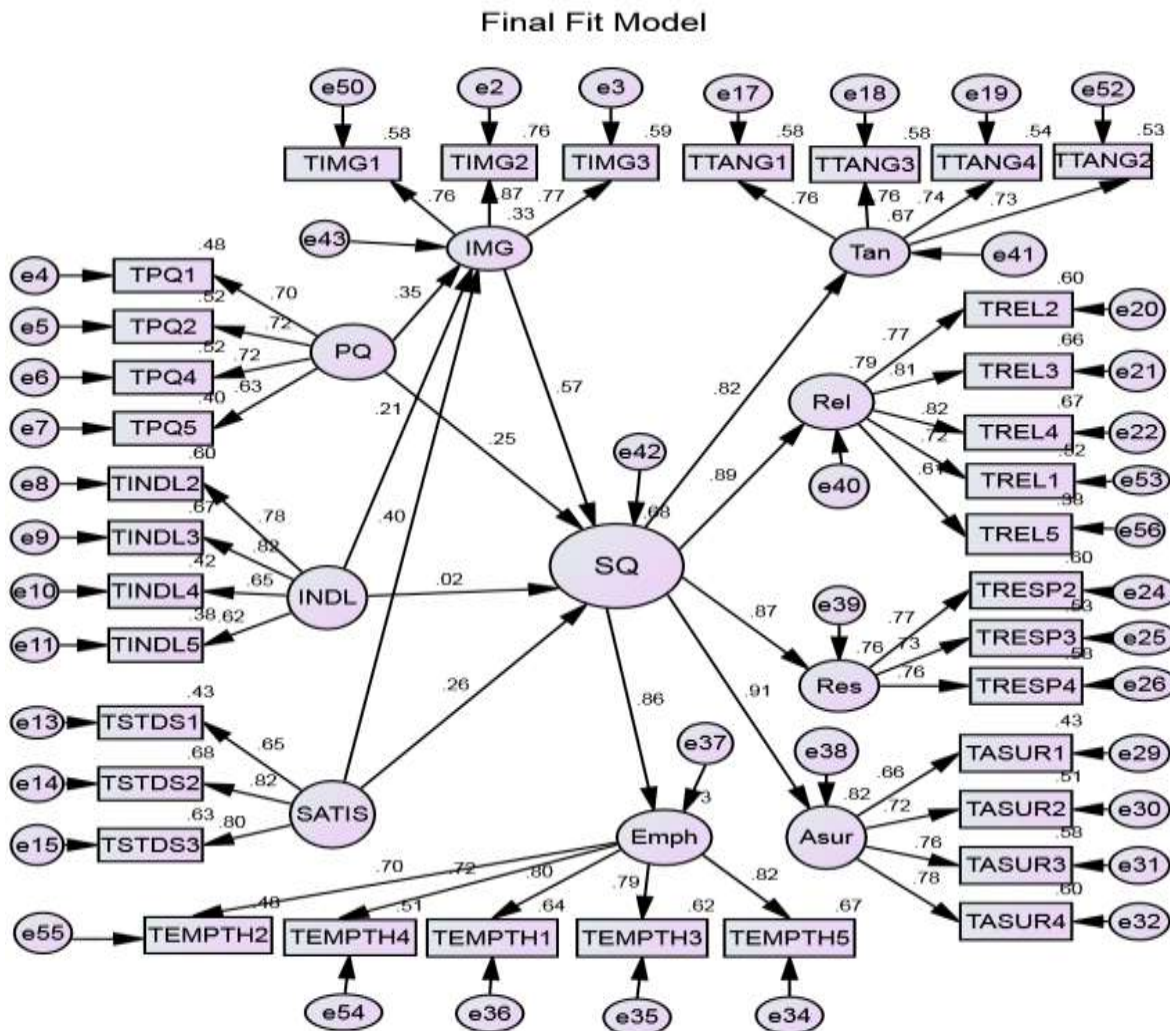 Final Fit Model
e50 e2 e3 e17 e18 e19 e52
.58 .76 .59 .58 .58 .54 .53
TIMG1 TIMG2 TIMG3 TTANG1 TTANG3 TTANG4 TTANG2
.76 .87 .77 .76 .76 .74 .73
.33 .67
e43 IMG Tan e41
.48
e4 TPQ1 .70 .35
.60
TREL2 e20
.52
e5 TPQ2 .72 PQ
.77
.66
.52
e6 TPQ4 .72
.79 .81 TREL3 e21
.40
e7 TPQ5 .63
.21 .57 .82 Rel
.67
.82 TREL4 e22
.25 e42 .89 .72
.52
TREL1 e53
.60
e8 TINDL2 .78
e40 .61
.38
TREL5 e56
.67
e9 TINDL3 .82
.40 .68
.42
e10 TINDL4 .65 INDL .02 SQ
.60
TRESP2 e24
.38
e11 TINDL5 .62
.87 e39 .77
.53
.76 .73 TRESP3 e25
.58
Res .76 TRESP4 e26
.43
e13 TSTDS1 .65
.26 .86 .91
.68
e14 TSTDS2 .82
e37 e38 .66
.43
TASUR1 e29
.63
e15 TSTDS3 .80 SATIS
3 .82 .72
.51
TASUR2 e30
Emph Asur .76
.58
TASUR3 e31
.70 .72 .80 .79 .82 .78
.60
TASUR4 e32
.48 .51 .64 .62 .67
e55 TEMPTH2 TEMPTH4 TEMPTH1 TEMPTH3 TEMPTH5
e54 e36 e35 e34